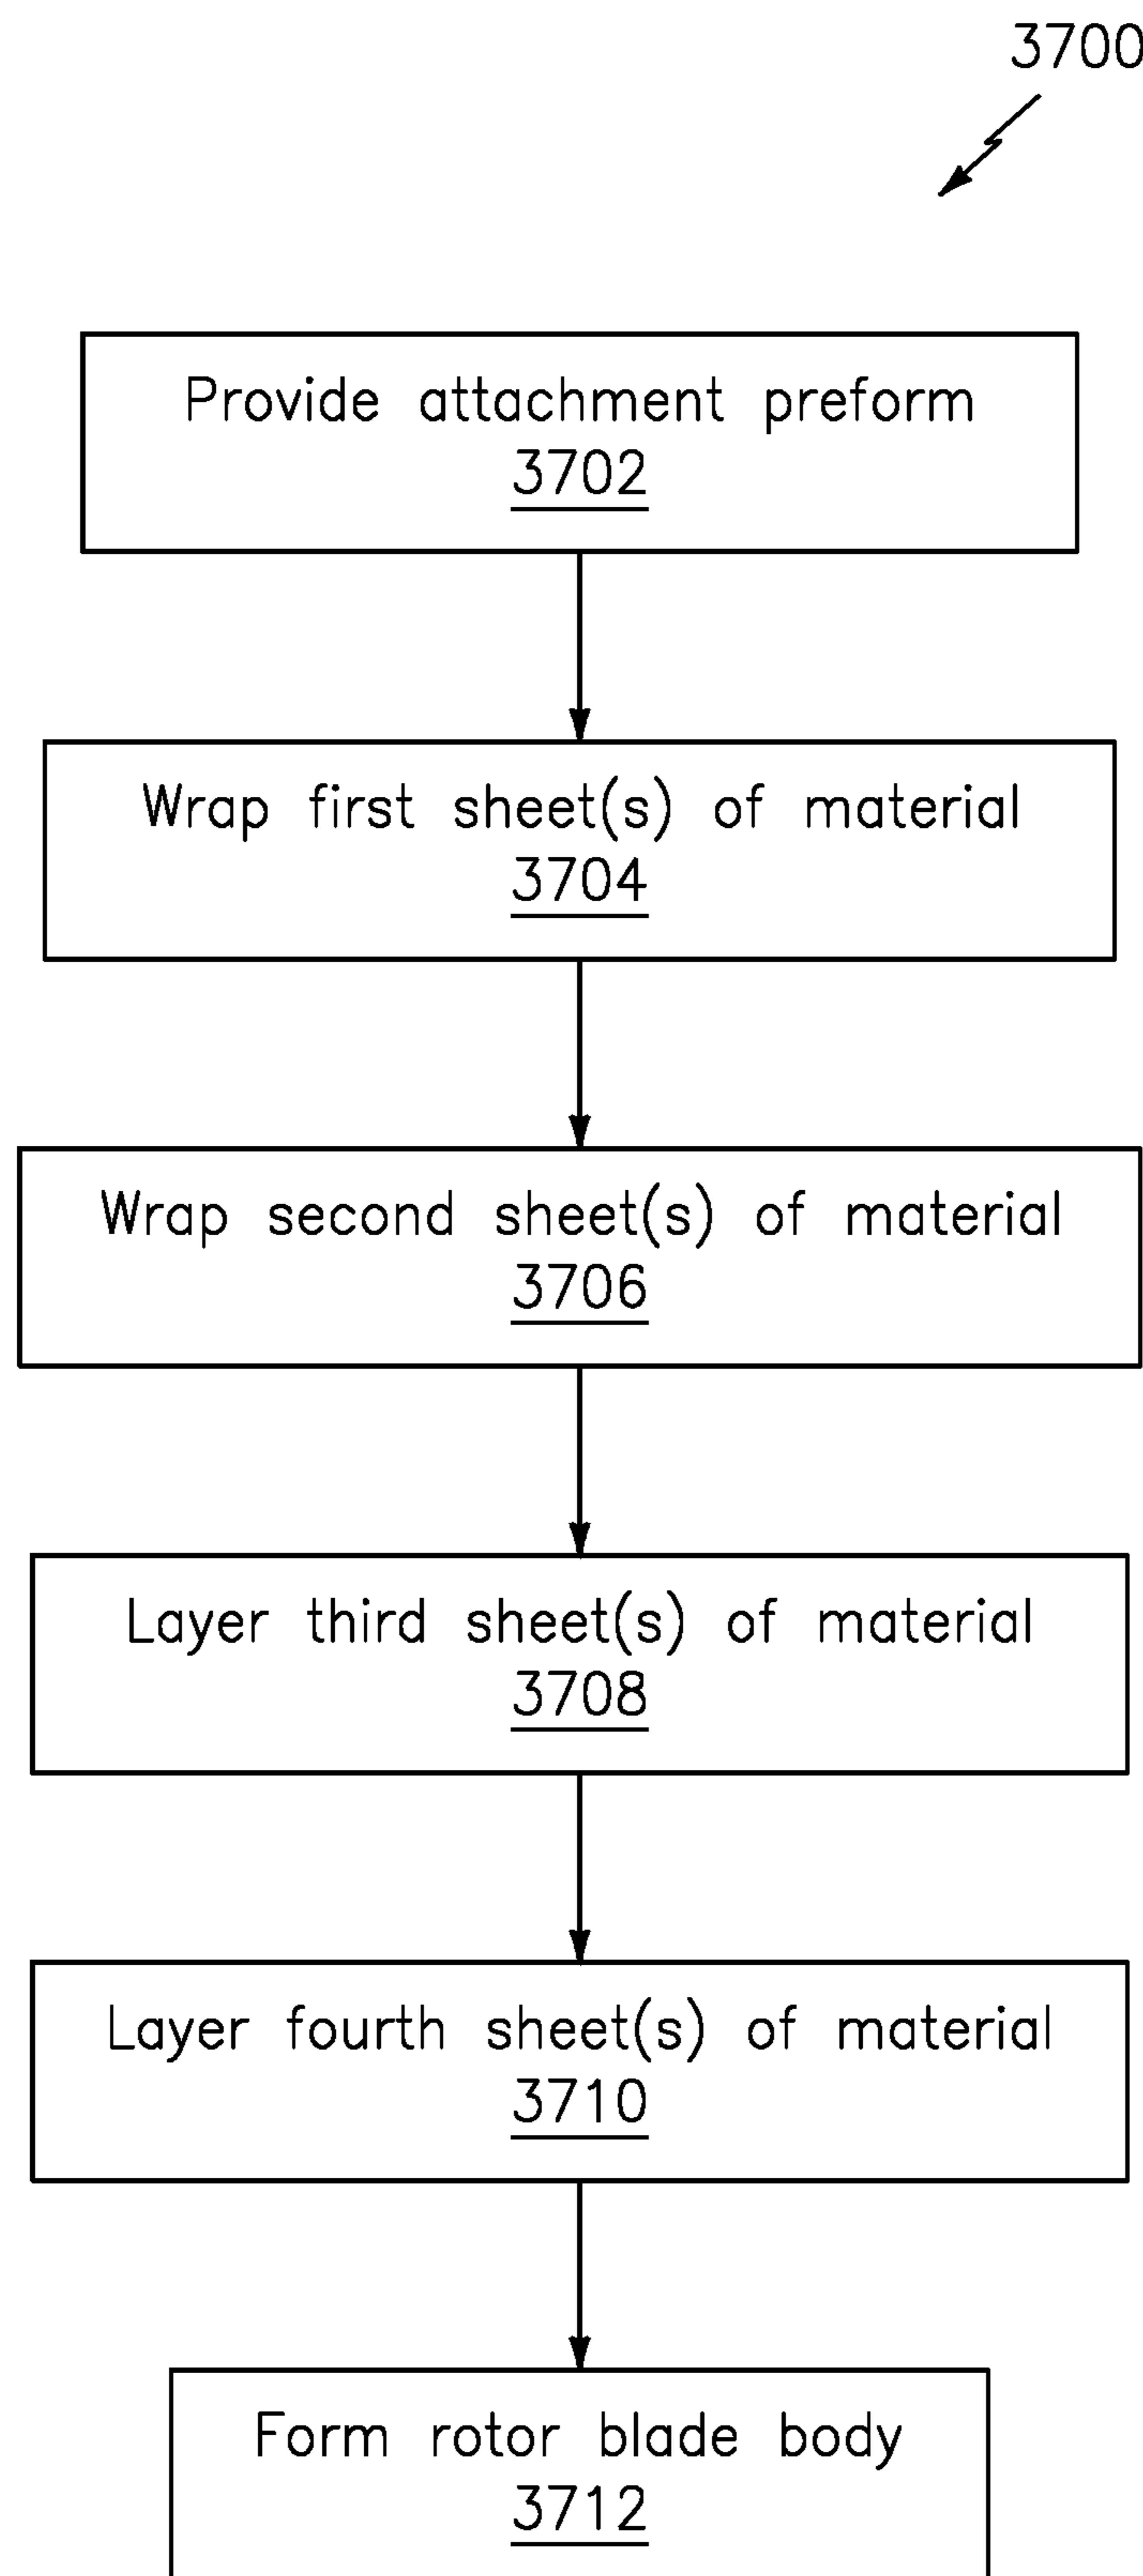 3700
Provide attachment preform
3702
Wrap first sheet(s) of material
3704
Wrap second sheet(s) of material
3706
Layer third sheet(s) of material
3708
Layer fourth sheet(s) of material
3710
Form rotor blade body
3712